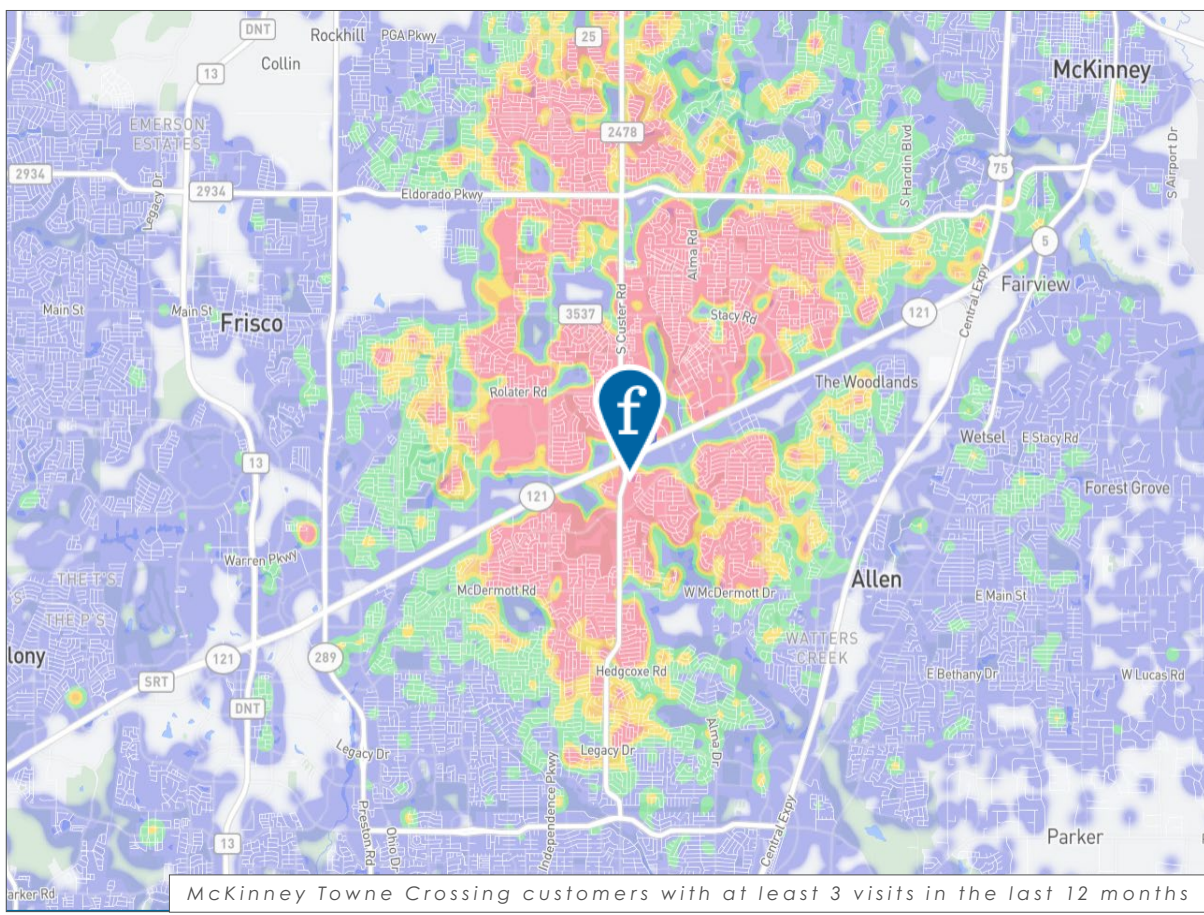 DNT
Rockhill
PGA Pkwy
25
Collin
13
McKinney
EMERSON
ESTATES
2478
75
2934
2934
Legacy Dr
Eldorado Pkwy
S Hardin Blvd
S Airport Dr
5
Alma Rd
Fairview
Main St
Main St
Frisco
3537
S Custer Rd
Stacy Rd
121
Central Expy
Rolater Rd
The Woodlands
f
Wetsel
E Stacy Rd
13
121
Forest Grove
Warren Pkwy
THE T'S
S
THE P'S
McDermott Rd
W McDermott Dr
Allen
E Main St
WATTERS
CREEK
lony
121
289
Hedgcoxe Rd
E Bethany Dr
W Lucas Rd
SRT
DNT
Legacy Dr
Legacy Dr
Alma Dr
Preston Rd
Ohio Dr
Independence Pkwy
Central Expy
13
Parker
arker Rd
McKinney Towne Crossing customers with at least 3 visits in the last 12 months